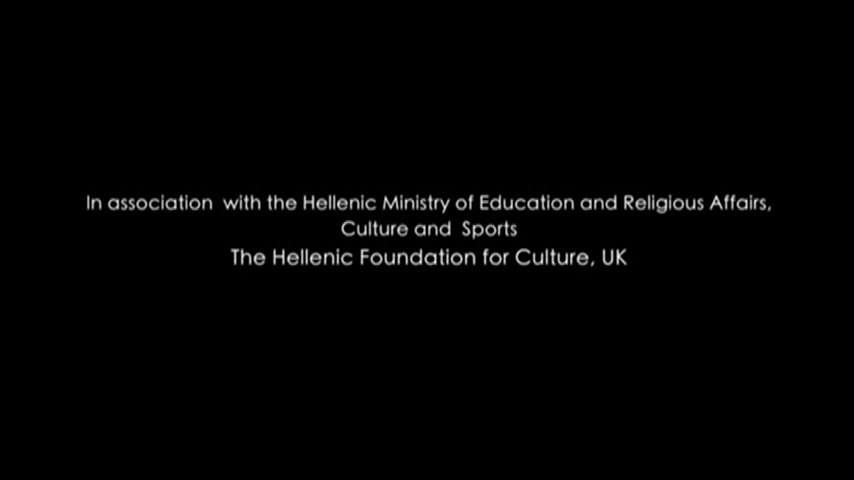 In association with the Hellenic Ministry of Education and Religious Affairs,
Culture and Sports
The Hellenic Foundation for Culture, UK